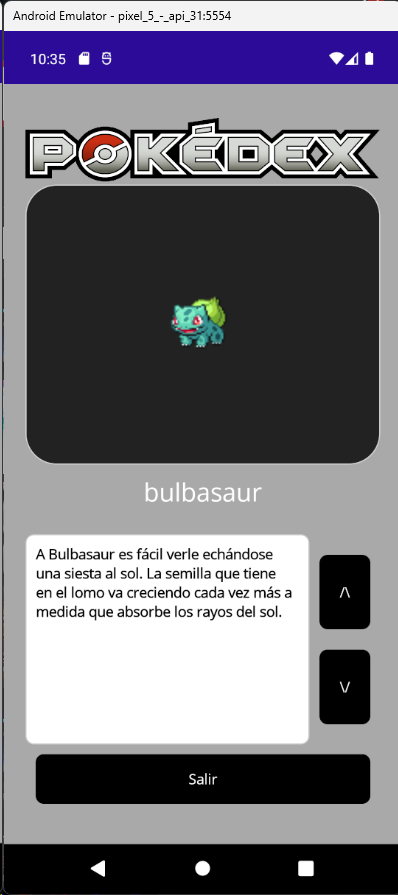 Android Emulator - pixel_5_-_api_31:5554
10:35
POKÉDEX
bulbasaur
A Bulbasaur es fácil verle echándose
una siesta al sol. La semilla que tiene
en el lomo va creciendo cada vez más a
medida que absorbe los rayos del sol.
/\
\/
Salir